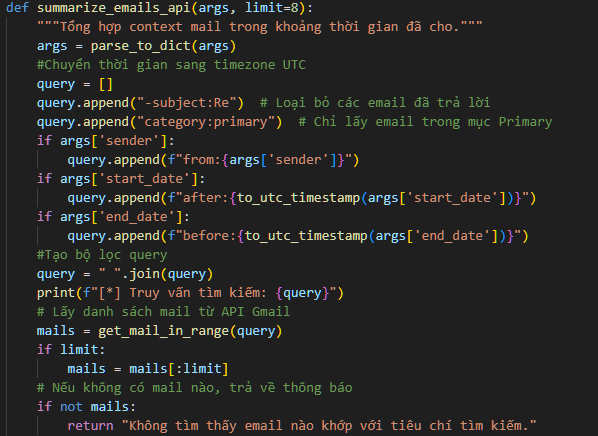 def summarize_emails_api(args, limit=8):
    """Tổng hợp context mail trong khoảng thời gian đã cho."""
    args = parse_to_dict(args)
    #Chuyển thời gian sang timezone UTC
    query = []
    query.append("-subject:Re")  # Loại bỏ các email đã trả lời
    query.append("category:primary")  # Chỉ lấy email trong mục Primary
    if args['sender']:
        query.append(f"from:{args['sender']}")
    if args['start_date']:
        query.append(f"after:{to_utc_timestamp(args['start_date'])}")
    if args['end_date']:
        query.append(f"before:{to_utc_timestamp(args['end_date'])}")
    #Tạo bộ lọc query
    query = " ".join(query)
    print(f"[*] Truy vấn tìm kiếm: {query}")
    # Lấy danh sách mail từ API Gmail
    mails = get_mail_in_range(query)
    if limit:
        mails = mails[:limit]
    # Nếu không có mail nào, trả về thông báo
    if not mails:
        return "Không tìm thấy email nào khớp với tiêu chí tìm kiếm."